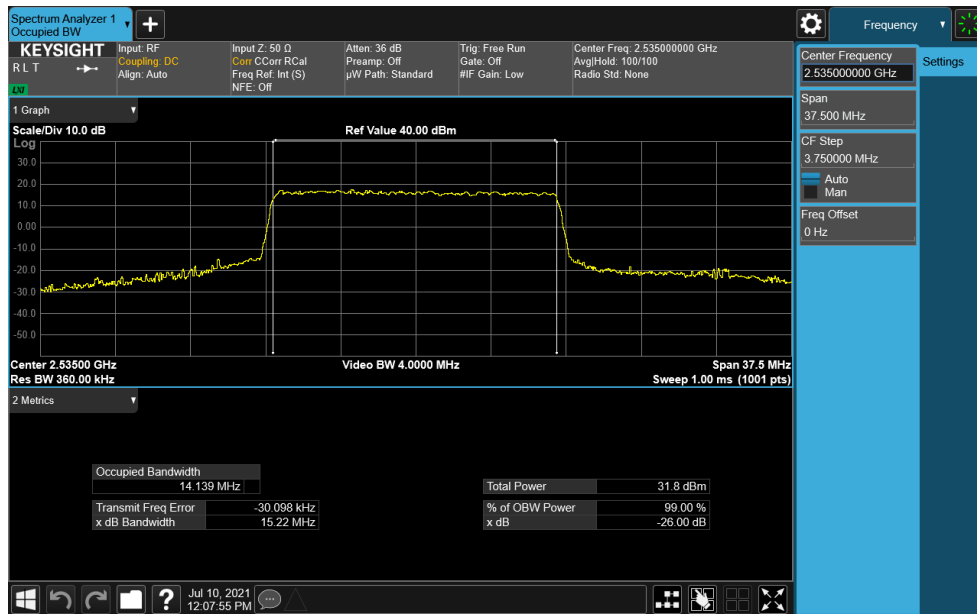 Spectrum Analyzer 1
Occupied BW
Frequency
KEYSIGHT
R L T
LXI
Input: RF
Coupling: DC
Align: Auto
Input Z: 50 Ω
Corr CCorr RCal
Freq Ref: Int (S)
NFE: Off
Atten: 36 dB
Preamp: Off
µW Path: Standard
Trig: Free Run
Gate: Off
#IF Gain: Low
Center Freq: 2.535000000 GHz
Avg|Hold: 100/100
Radio Std: None
Center Frequency
2.535000000 GHz
Settings
Span
37.500 MHz
CF Step
3.750000 MHz
Auto
Man
Freq Offset
0 Hz
1 Graph
Scale/Div 10.0 dB
Ref Value 40.00 dBm
Log
30.0
20.0
10.0
0.00
-10.0
-20.0
-30.0
-40.0
-50.0
Center 2.53500 GHz
Video BW 4.0000 MHz
Span 37.5 MHz
Res BW 360.00 kHz
Sweep 1.00 ms (1001 pts)
2 Metrics
Occupied Bandwidth
14.139 MHz
Total Power 31.8 dBm
Transmit Freq Error -30.098 kHz
% of OBW Power 99.00 %
x dB Bandwidth 15.22 MHz
x dB -26.00 dB
?
Jul 10, 2021
12:07:55 PM